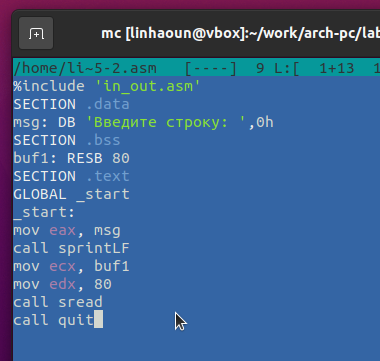 mc [linhaoun@vbox]:~/work/arch-pc/lab
/home/li~5-2.asm [----] 9 L:[ 1+13 1
%include 'in_out.asm'
SECTION .data
msg: DB 'Введите строку: ',0h
SECTION .bss
buf1: RESB 80
SECTION .text
GLOBAL _start
_start:
mov eax, msg
call sprintLF
mov ecx, buf1
mov edx, 80
call sread
call quit